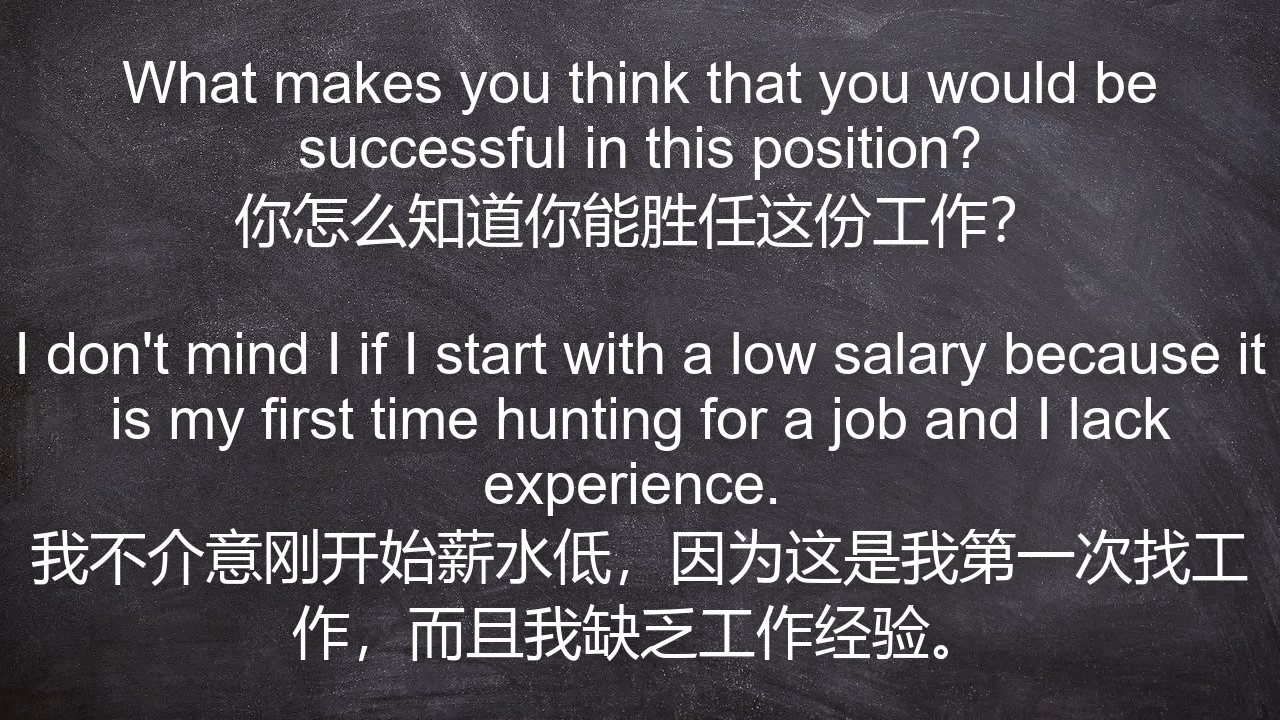 What makes you think that you would be
successful in this position?
你怎么知道你能胜任这份工作？
I don't mind I if I start with a low salary because it
is my first time hunting for a job and I lack
experience.
我不介意刚开始薪水低，因为这是我第一次找工
作，而且我缺乏工作经验。